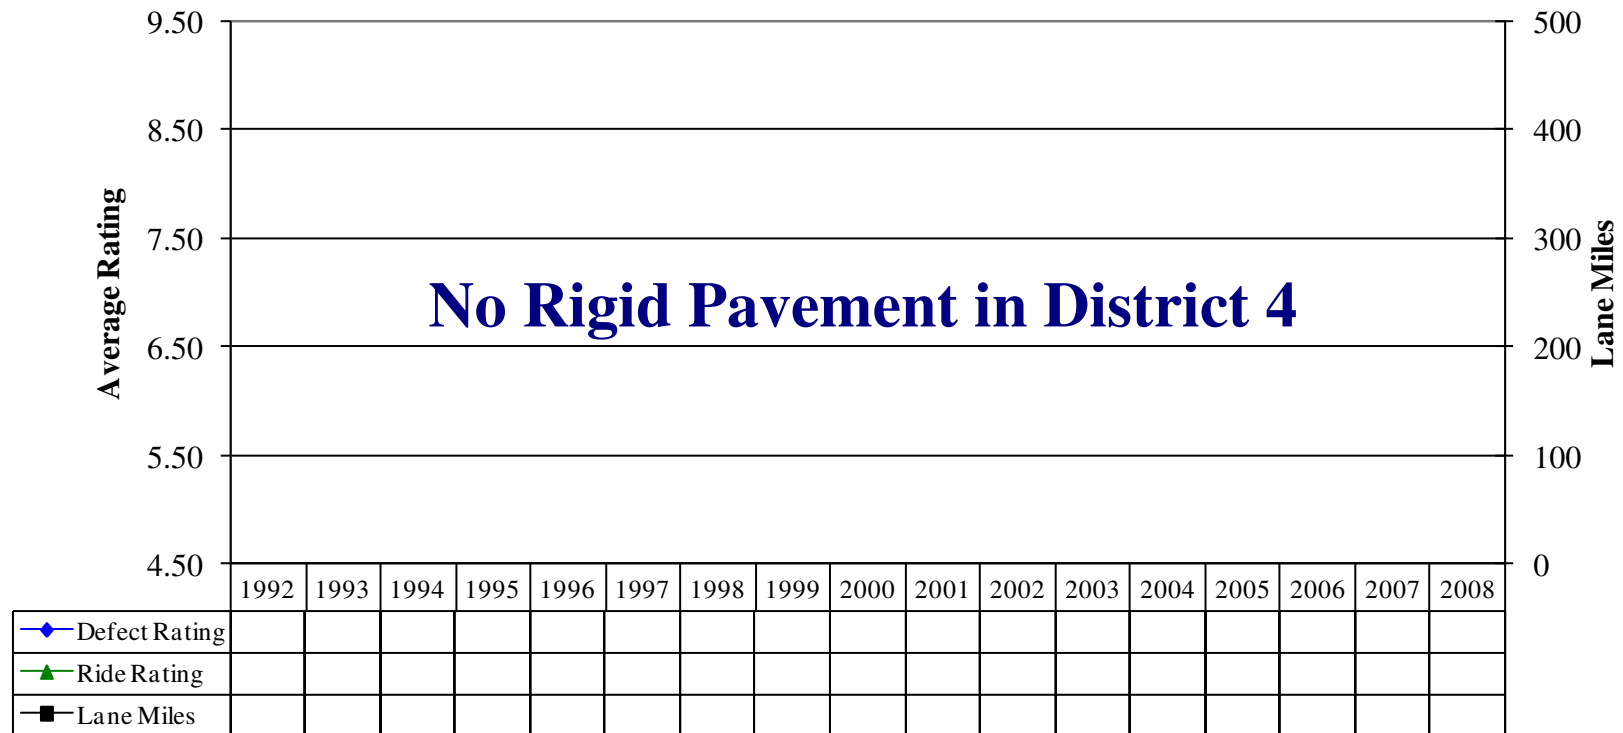 9.50
8.50
7.50
6.50
5.50
4.50
Average Rating
500
400
300
200
100
0
Lane Miles
No Rigid Pavement in District 4
1992 1993 1994 1995 1996 1997 1998 1999 2000 2001 2002 2003 2004 2005 2006 2007 2008
Defect Rating
Ride Rating
Lane Miles